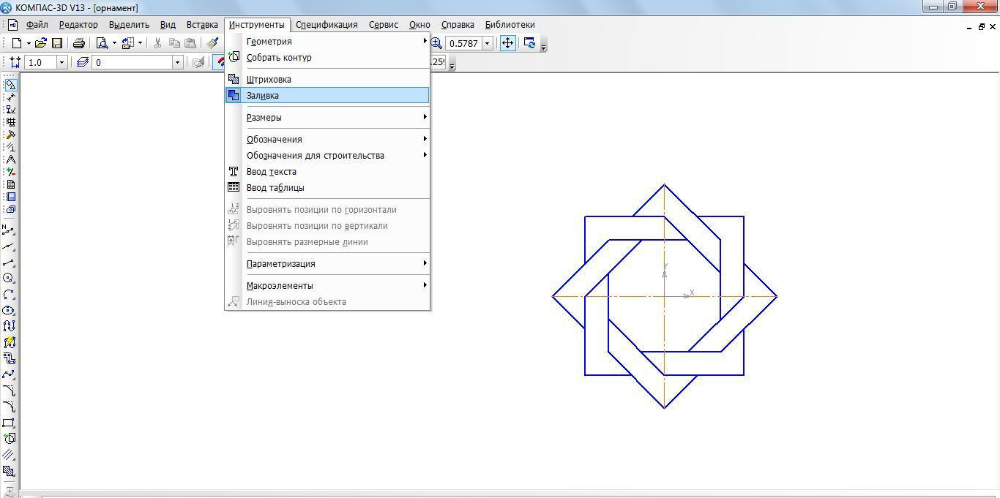 КОМПАС-3D V13 - [орнамент]
Файл Редактор Выделить Вид Вставка Инструменты Спецификация Сервис Окно Справка Библиотеки
0.5787
1.0 0
Геометрия
Собрать контур
Штриховка
Заливка
Размеры
Обозначения
Обозначения для строительства
Ввод текста
Ввод таблицы
Выровнять позиции по горизонтали
Выровнять позиции по вертикали
Выровнять размерные линии
Параметризация
Макроэлементы
Линия-выноска объекта
Y
X